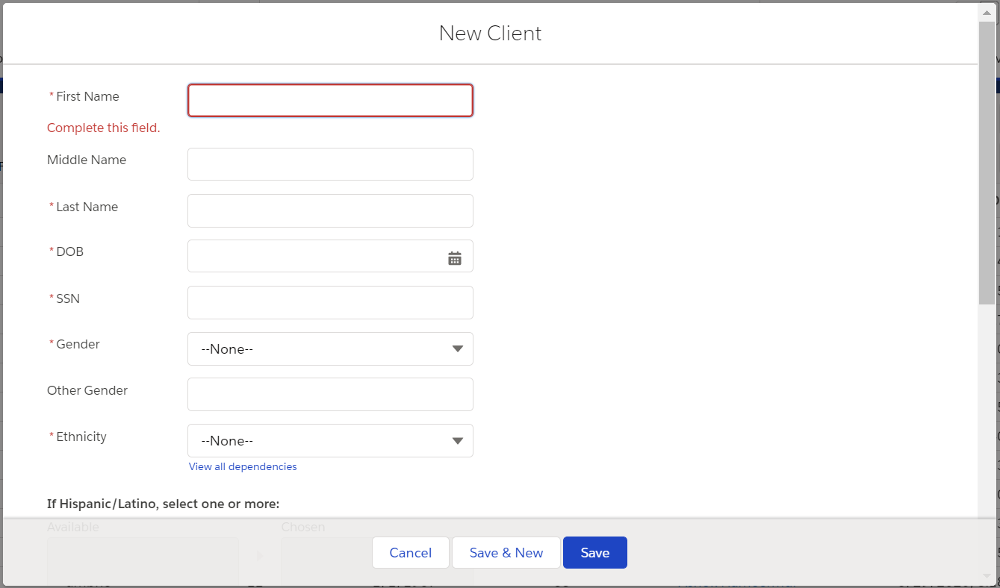 New Client
* First Name
Complete this field.
Middle Name
* Last Name
* DOB
* SSN
* Gender
--None--
Other Gender
* Ethnicity
--None--
View all dependencies
If Hispanic/Latino, select one or more:
Available
Chosen
Cancel
Save & New
Save